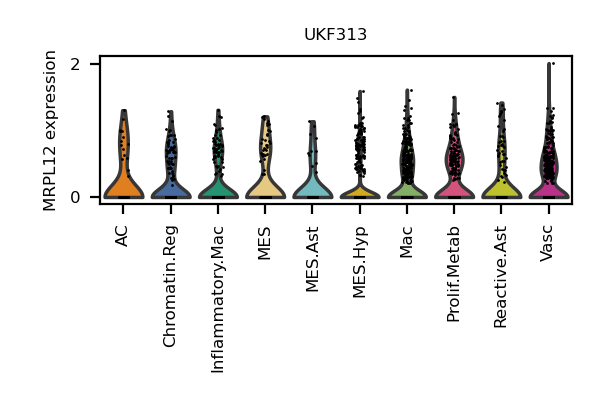 UKF313
MRPL12 expression
2
0
AC
Chromatin.Reg
Inflammatory.Mac
MES
MES.Ast
MES.Hyp
Mac
Prolif.Metab
Reactive.Ast
Vasc